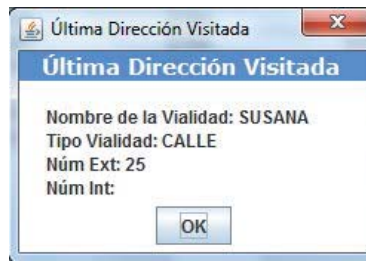 Última Dirección Visitada
Última Dirección Visitada
Nombre de la Vialidad: SUSANA
Tipo Vialidad: CALLE
Núm Ext: 25
Núm Int:
OK